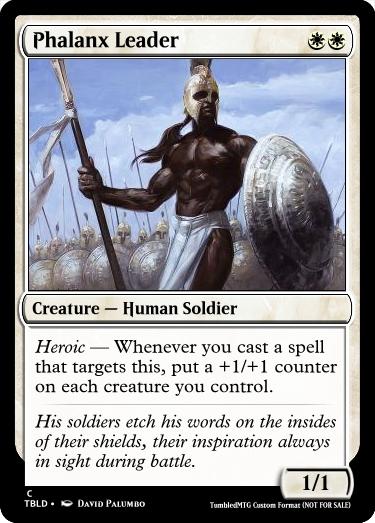 Phalanx Leader
Creature — Human Soldier
Heroic — Whenever you cast a spell
that targets this, put a +1/+1 counter
on each creature you control.
His soldiers etch his words on the insides
of their shields, their inspiration always
in sight during battle.
1/1
C
TBLD • David Palumbo
TumbledMTG Custom Format (NOT FOR SALE)